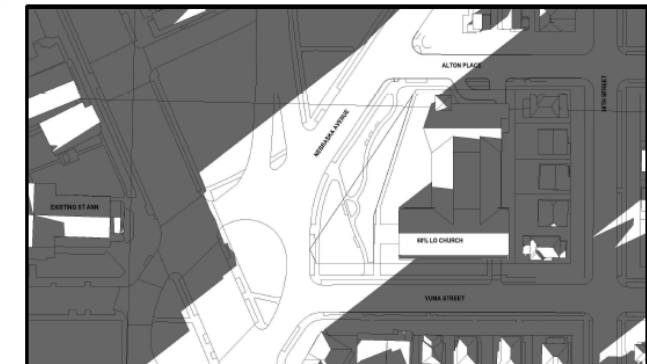 ALTON PLACE
38TH STREET
NEBRASKA AVENUE
EXISTING ST ANN
60% LO CHURCH
YUMA STREET